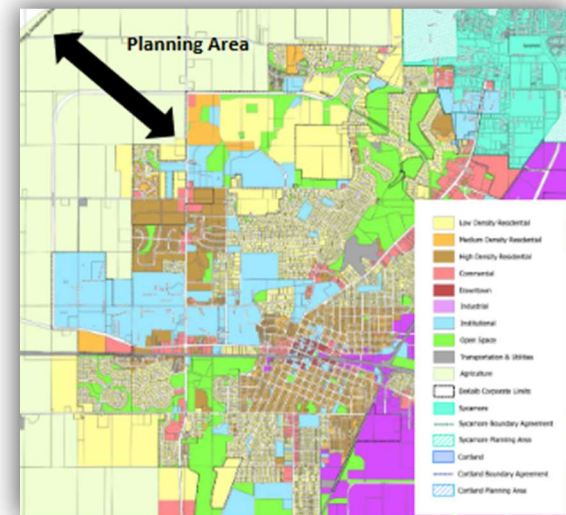 Planning Area
Low Density Residential
Medium Density Residential
High Density Residential
Commercial
Downtown
Industrial
Institutional
Open Space
Transportation & Utilities
Agriculture
DeKalb Corporate Limits
Sycamore
Sycamore Boundary Agreement
Sycamore Planning Area
Cortland
Cortland Boundary Agreement
Cortland Planning Area